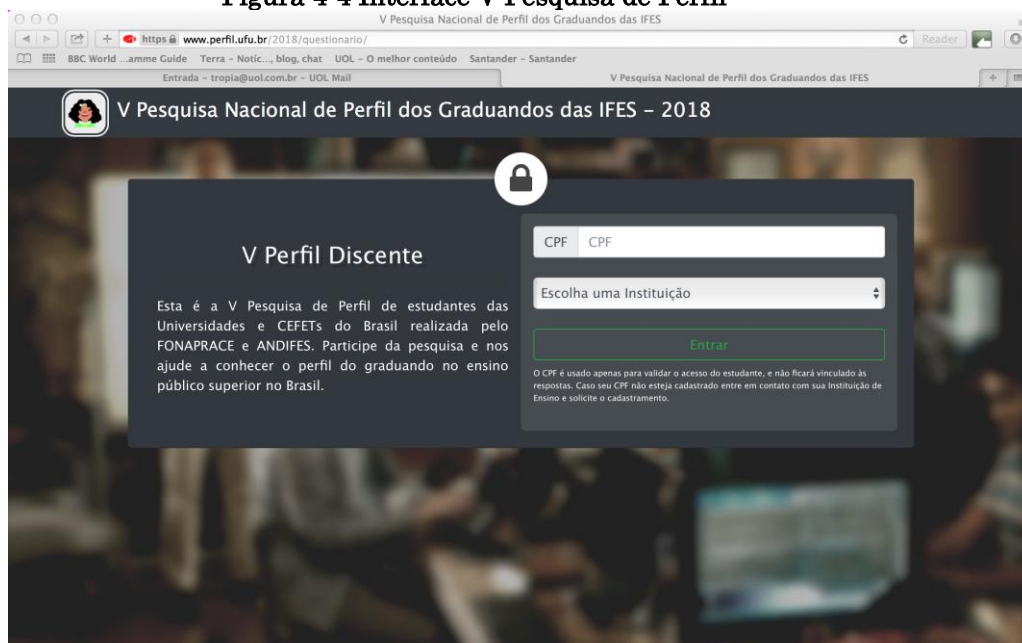 Figura 4 4 Interface V Pesquisa de Perfil
V Pesquisa Nacional de Perfil dos Graduandos das IFES
https www.perfil.ufu.br/2018/questionario/
Reader
BBC World ...amme Guide Terra - Notíc..., blog, chat UOL - O melhor conteúdo Santander - Santander
Entrada - tropia@uol.com.br - UOL Mail
V Pesquisa Nacional de Perfil dos Graduandos das IFES
V Pesquisa Nacional de Perfil dos Graduandos das IFES - 2018
V Perfil Discente
Esta é a V Pesquisa de Perfil de estudantes das
Universidades e CEFETs do Brasil realizada pelo
FONAPRACE e ANDIFES. Participe da pesquisa e nos
ajude a conhecer o perfil do graduando no ensino
público superior no Brasil.
CPF CPF
Escolha uma Instituição
Entrar
O CPF é usado apenas para validar o acesso do estudante, e não ficará vinculado às
respostas. Caso seu CPF não esteja cadastrado entre em contato com sua Instituição de
Ensino e solicite o cadastramento.